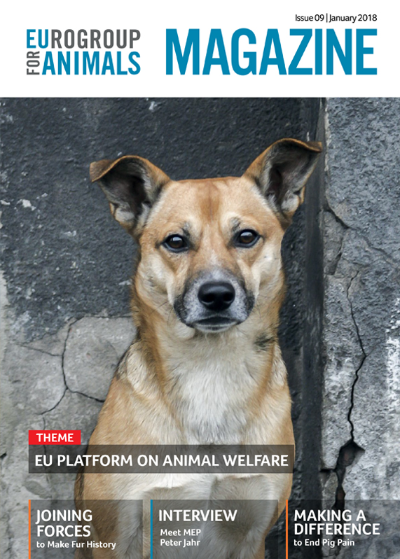 Issue 09 | January 2018
EUROGROUP
FOR ANIMALS
MAGAZINE
THEME
EU PLATFORM ON ANIMAL WELFARE
JOINING
FORCES
to Make Fur History
INTERVIEW
Meet MEP
Peter Jahr
MAKING A
DIFFERENCE
to End Pig Pain